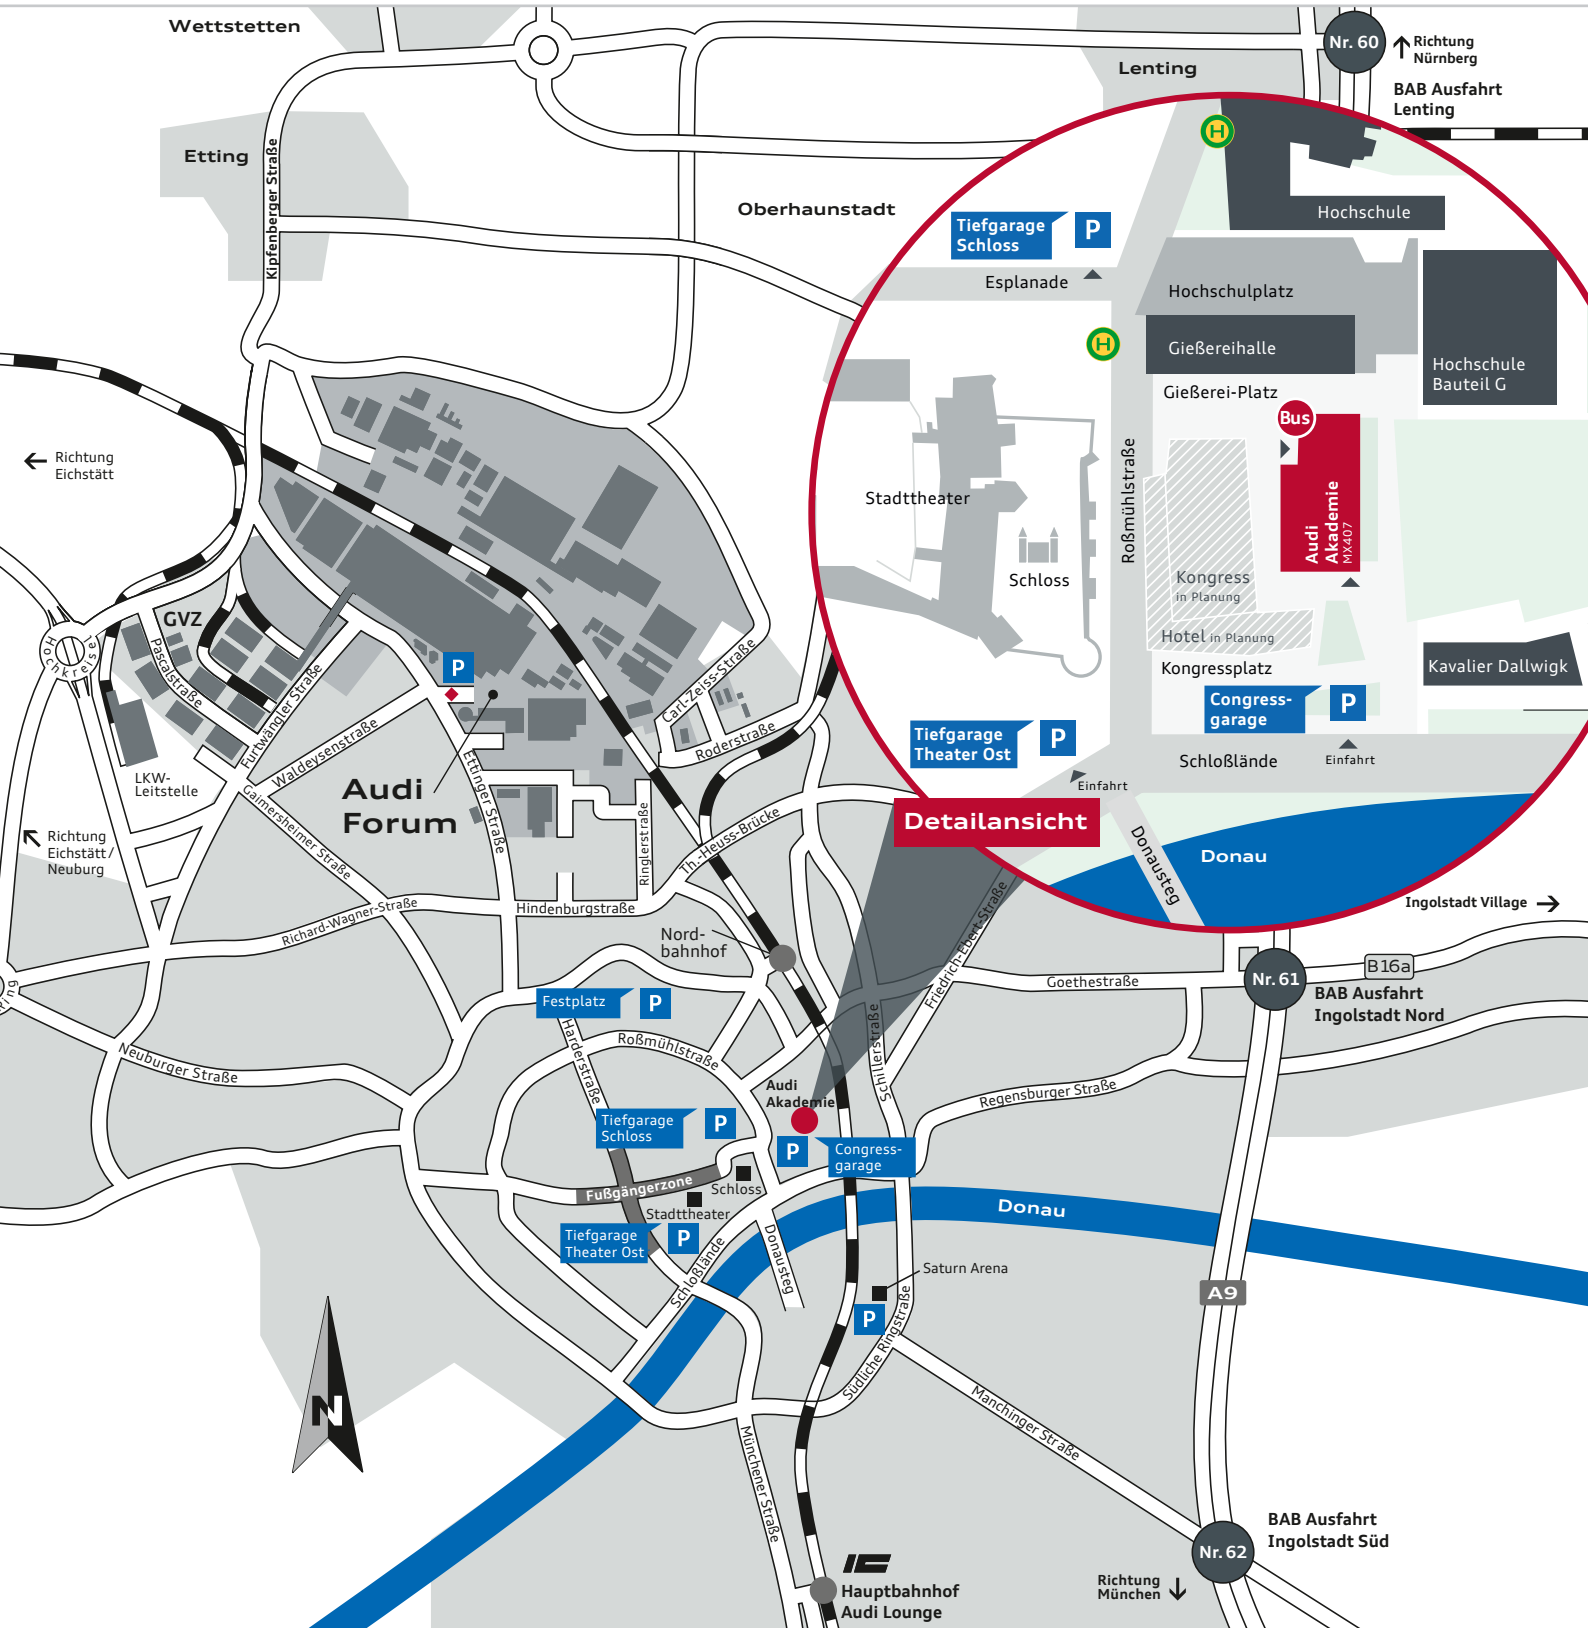 Wettstetten
Nr. 60
Richtung
Nürnberg
Lenting
BAB Ausfahrt
Lenting
Etting
Kipfenberger Straße
Oberhaunstadt
H
Hochschule
Tiefgarage
Schloss
P
Esplanade
Hochschulplatz
H
Gießereihalle
Hochschule
Bauteil G
Gießerei-Platz
Bus
Roßmühlstraße
Audi
Akademie
MX407
Stadttheater
Schloss
Kongress
in Planung
Hotel in Planung
Kongressplatz
Kavalier Dallwigk
Congress-
garage
P
Tiefgarage
Theater Ost
P
Schloßlände
Einfahrt
Einfahrt
Detailansicht
Donausteg
Donau
Richtung
Eichstätt
GVZ
Hochkreisel
Pascalstraße
P
Furtwängler Straße
Carl-Zeiss-Straße
Roderstraße
Waldeysenstraße
LKW-
Leitstelle
Audi
Forum
Ettinger Straße
Gaimersheimer Straße
Ringlerstraße
Th.-Heuss-Brücke
Richtung
Eichstätt/
Neuburg
Richard-Wagner-Straße
Hindenburgstraße
Nord-
bahnhof
Friedrich-Ebert-Straße
Ingolstadt Village
B16a
Goethestraße
Nr. 61
BAB Ausfahrt
Ingolstadt Nord
Ring
Festplatz
P
Harderstraße
Roßmühlstraße
Schillerstraße
Neuburger Straße
Audi
Akademie
Regensburger Straße
Tiefgarage
Schloss
P
P
Congress-
garage
Fußgängerzone
Schloss
Stadttheater
Tiefgarage
Theater Ost
P
Donau
Schloßlände
Donausteg
Saturn Arena
P
A9
Südliche Ringstraße
N
Manchinger Straße
Münchener Straße
BAB Ausfahrt
Ingolstadt Süd
Nr. 62
Richtung
München
IC
Hauptbahnhof
Audi Lounge